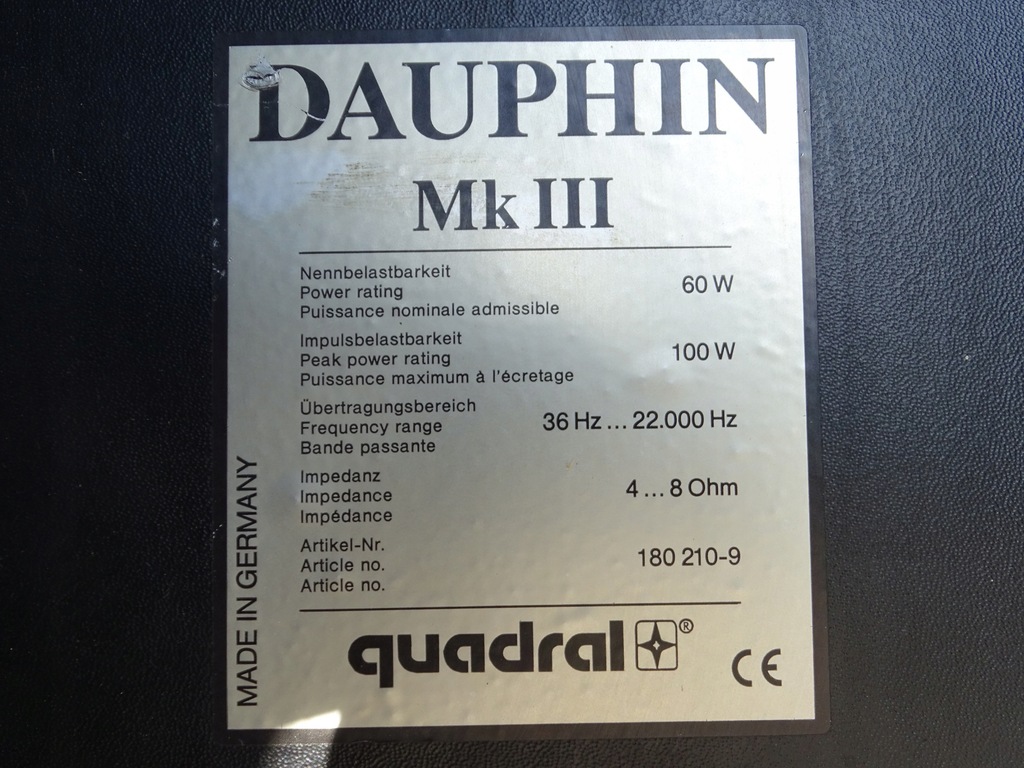 DAUPHIN
Mk III
Nennbelastbarkeit
Power rating 60 W
Puissance nominale admissible
Impulsbelastbarkeit
Peak power rating 100 W
Puissance maximum à l'écretage
Übertragungsbereich
Frequency range 36 Hz ... 22.000 Hz
Bande passante
Impedanz
Impedance 4 ... 8 Ohm
Impédance
Artikel-Nr.
Article no. 180 210-9
Article no.
MADE IN GERMANY
quadral ®
CE